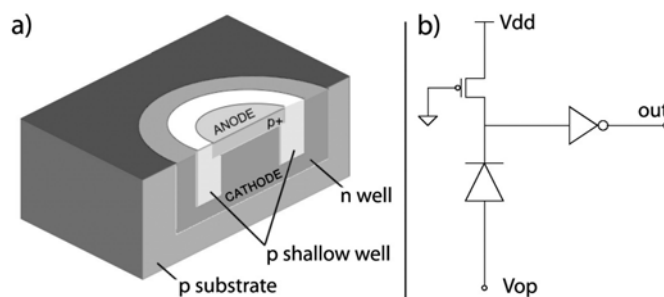 a)
ANODE
p+
CATHODE
n well
p shallow well
p substrate
b)
Vdd
out
Vop